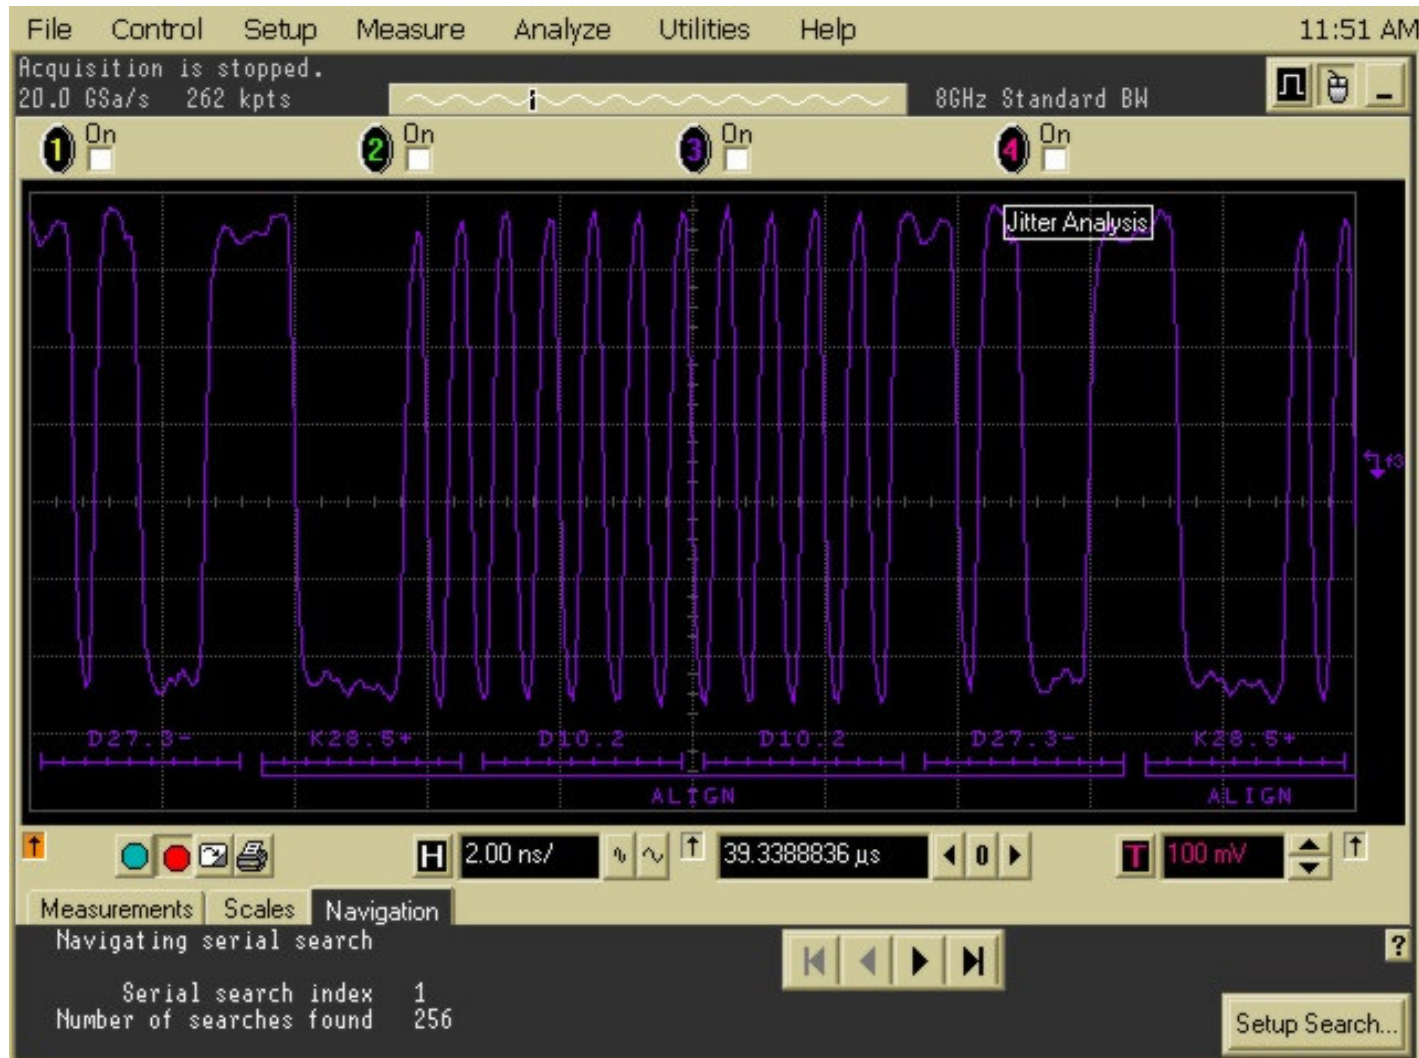 File Control Setup Measure Analyze Utilities Help 11:51 AM
Acquisition is stopped.
20.0 GSa/s 262 kpts 8GHz Standard BW
1 On 2 On 3 On 4 On
Jitter Analysis
f3
D27.3- K28.5+ D10.2 D10.2 D27.3- K28.5+
ALIGN ALIGN
H 2.00 ns/ 39.3388836 µs 0 T 100 mV
Measurements Scales Navigation
Navigating serial search
?
Serial search index 1
Number of searches found 256
Setup Search...